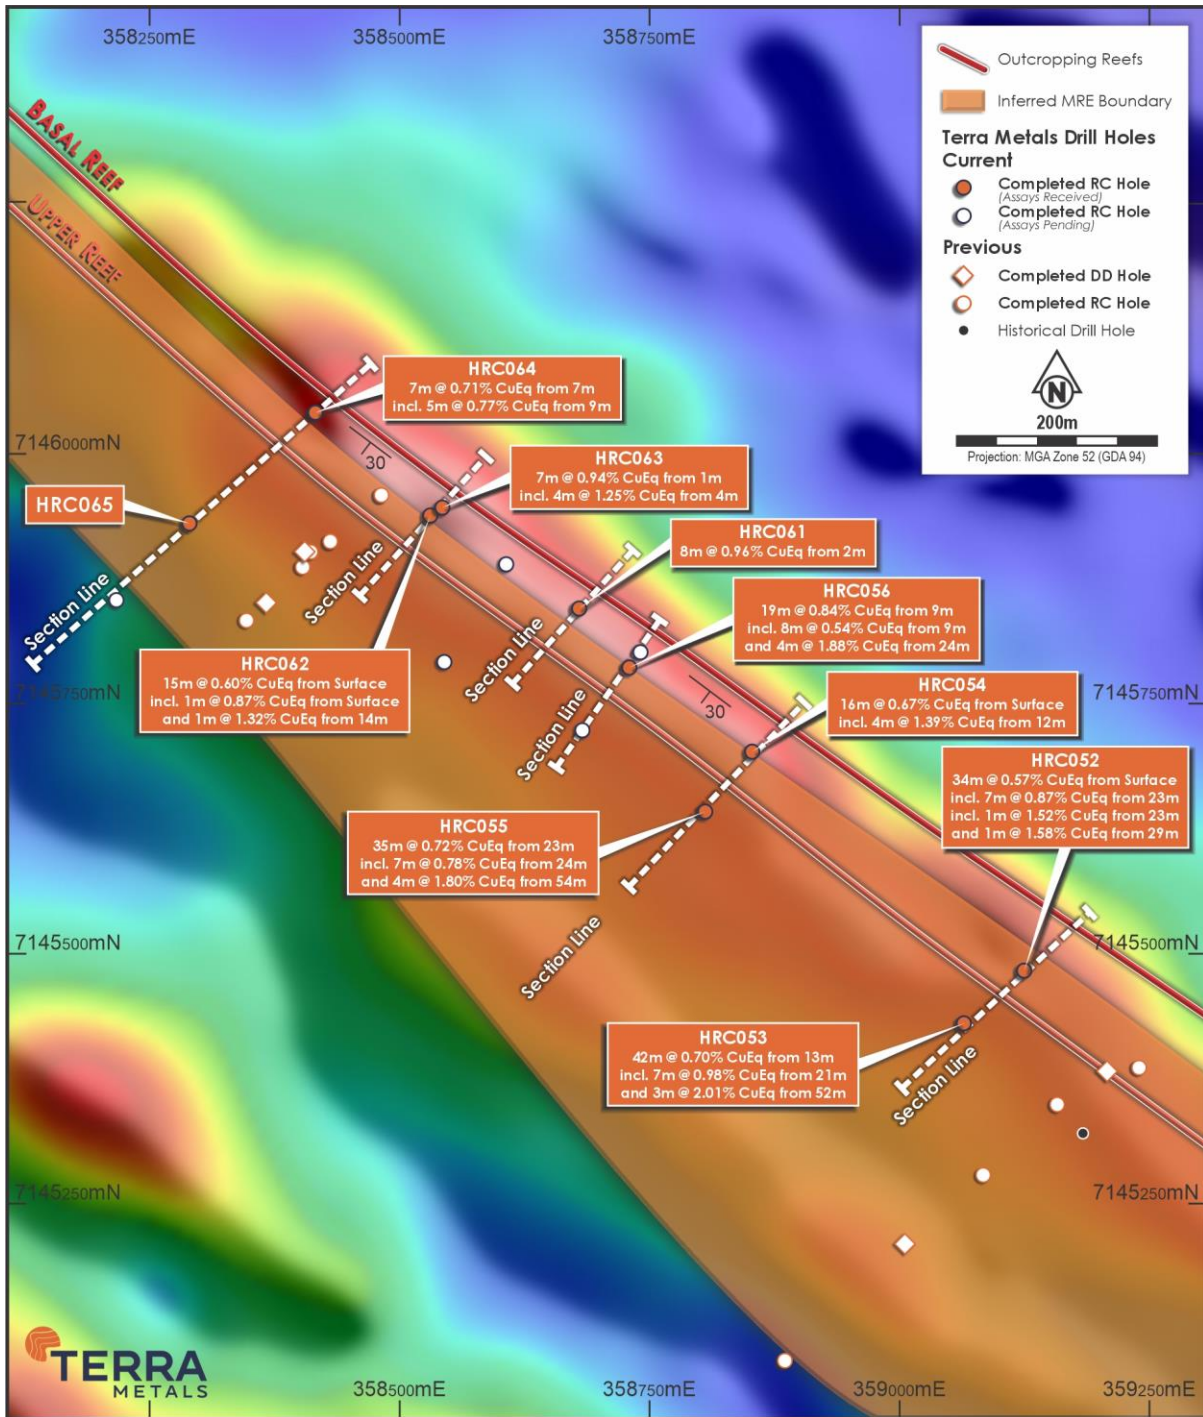 358250mE
358500mE
358750mE
Outcropping Reefs
Inferred MRE Boundary
Terra Metals Drill Holes
Current
Completed RC Hole
(Assays Received)
Completed RC Hole
(Assays Pending)
Previous
Completed DD Hole
Completed RC Hole
Historical Drill Hole
N
200m
Projection: MGA Zone 52 (GDA 94)
BASAL REEF
UPPER REEF
HRC064
7m @ 0.71% CuEq from 7m
incl. 5m @ 0.77% CuEq from 9m
7146000mN
30
HRC063
7m @ 0.94% CuEq from 1m
incl. 4m @ 1.25% CuEq from 4m
HRC065
HRC061
8m @ 0.96% CuEq from 2m
Section Line
Section Line
HRC056
19m @ 0.84% CuEq from 9m
incl. 8m @ 0.54% CuEq from 9m
and 4m @ 1.88% CuEq from 24m
Section Line
HRC062
15m @ 0.60% CuEq from Surface
incl. 1m @ 0.87% CuEq from Surface
and 1m @ 1.32% CuEq from 14m
7145750mN
7145750mN
30
HRC054
16m @ 0.67% CuEq from Surface
incl. 4m @ 1.39% CuEq from 12m
Section Line
HRC052
34m @ 0.57% CuEq from Surface
incl. 7m @ 0.87% CuEq from 23m
incl. 1m @ 1.52% CuEq from 23m
and 1m @ 1.58% CuEq from 29m
HRC055
35m @ 0.72% CuEq from 23m
incl. 7m @ 0.78% CuEq from 24m
and 4m @ 1.80% CuEq from 54m
7145500mN
7145500mN
Section Line
HRC053
42m @ 0.70% CuEq from 13m
incl. 7m @ 0.98% CuEq from 21m
and 3m @ 2.01% CuEq from 52m
Section Line
7145250mN
7145250mN
TERRA
METALS
358500mE
358750mE
359000mE
359250mE